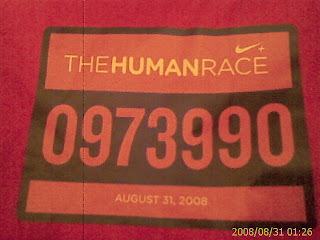 THEHUMANRACE
0973990
AUGUST 31, 2008
2008/08/31 01:26